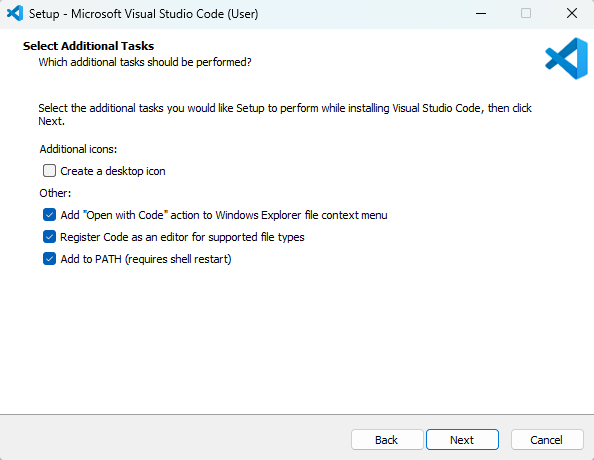 Setup - Microsoft Visual Studio Code (User)
Select Additional Tasks
Which additional tasks should be performed?
Select the additional tasks you would like Setup to perform while installing Visual Studio Code, then click
Next.
Additional icons:
Create a desktop icon
Other:
Add "Open with Code" action to Windows Explorer file context menu
Register Code as an editor for supported file types
Add to PATH (requires shell restart)
Back Next Cancel